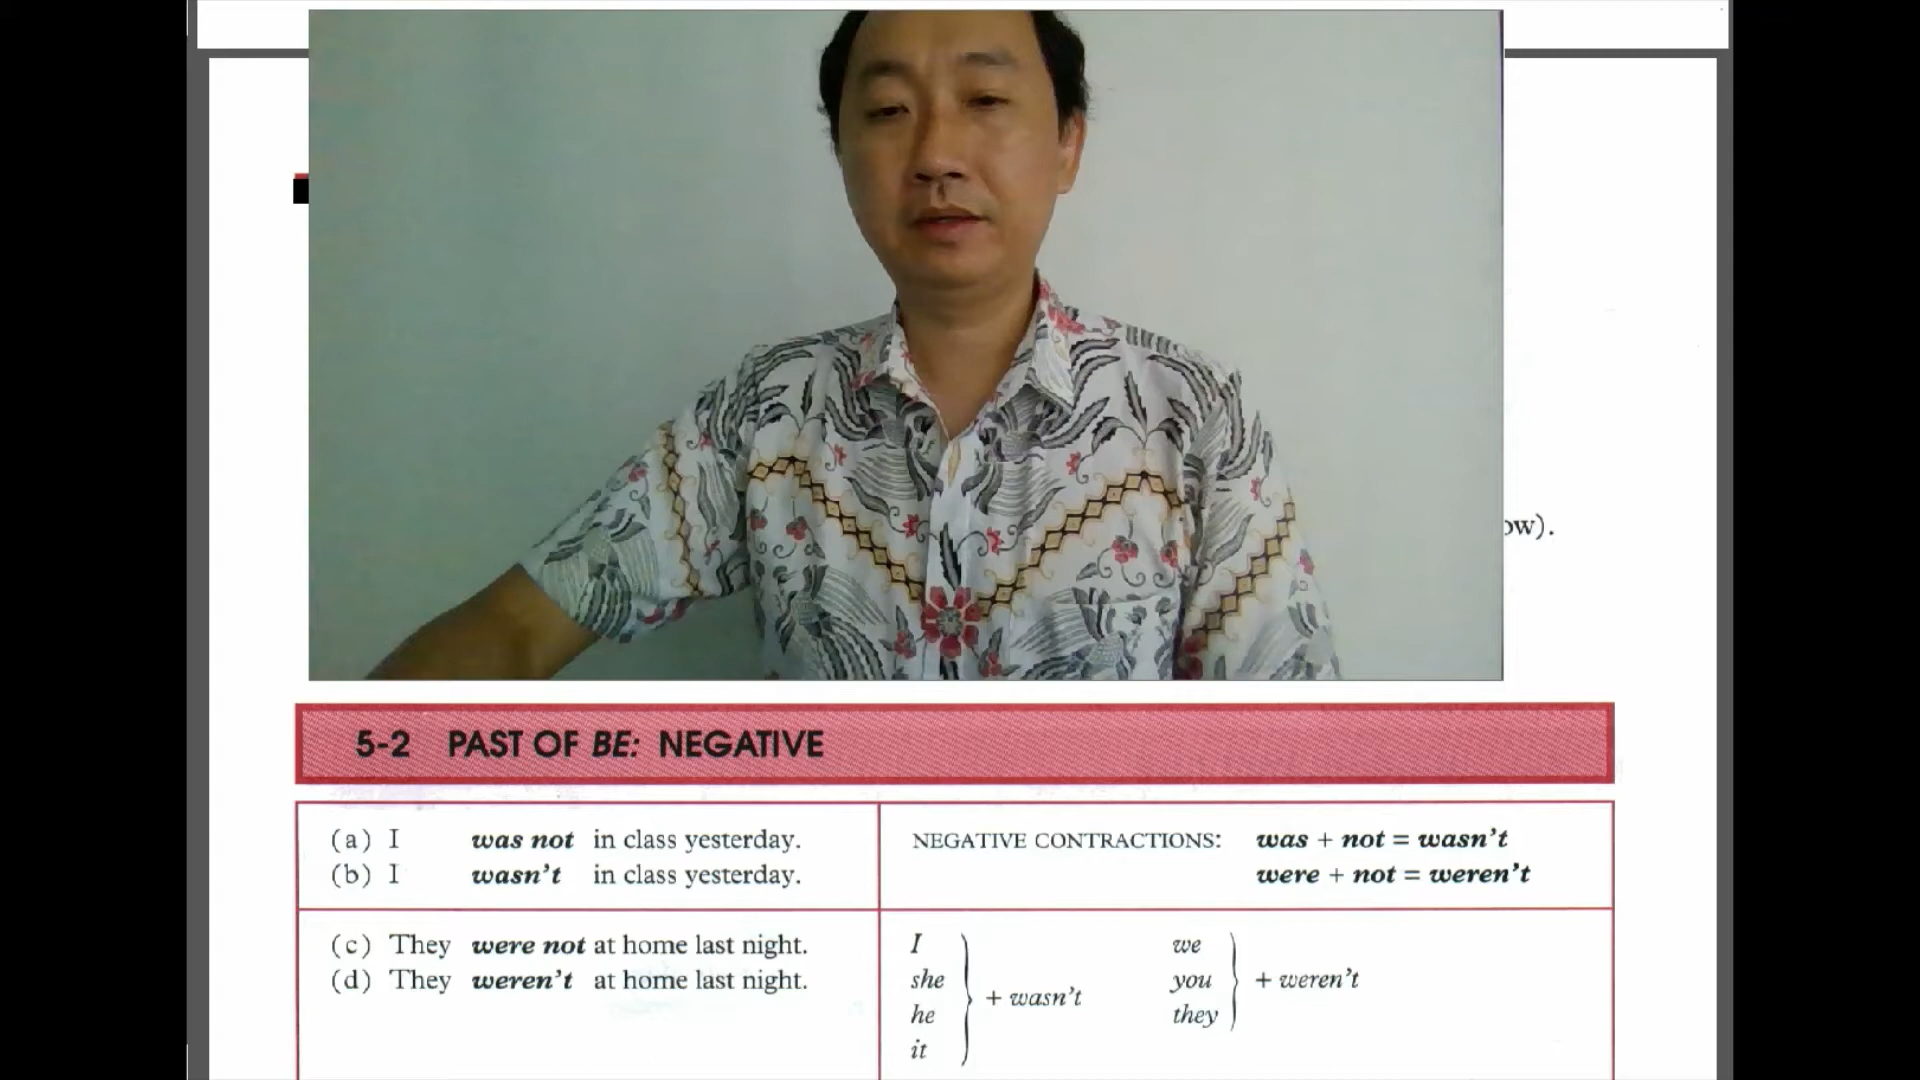 ow).
5-2 PAST OF BE: NEGATIVE
(a) I was not in class yesterday.
(b) I wasn't in class yesterday.
NEGATIVE CONTRACTIONS: was + not = wasn't
were + not = weren't
(c) They were not at home last night.
(d) They weren't at home last night.
I
she
he
it
+ wasn't
we
you
they
+ weren't